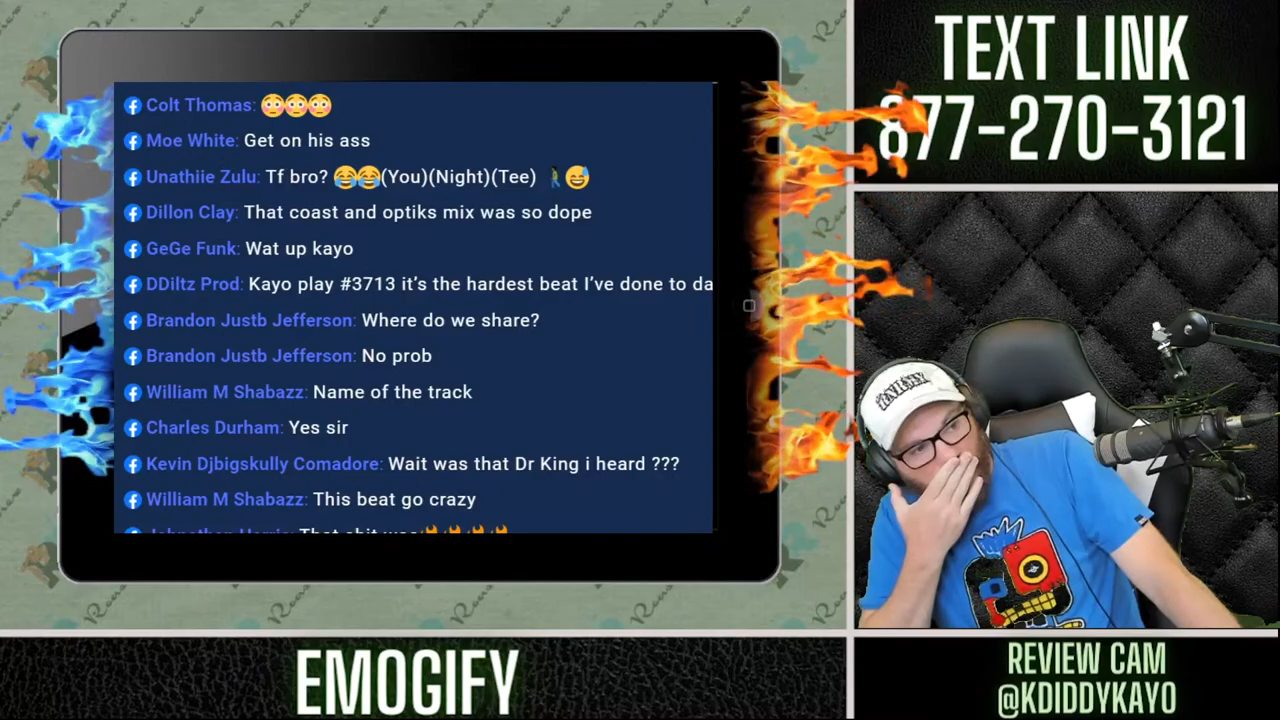 TEXT LINK
877-270-3121
Colt Thomas: 😳😳😳
Moe White: Get on his ass
Unathiie Zulu: Tf bro? 😂😂(You)(Night)(Tee) 🚶‍♂️😅
Dillon Clay: That coast and optiks mix was so dope
GeGe Funk: Wat up kayo
DDiltz Prod: Kayo play #3713 it’s the hardest beat I’ve done to da
Brandon Justb Jefferson: Where do we share?
Brandon Justb Jefferson: No prob
William M Shabazz: Name of the track
Charles Durham: Yes sir
Kevin Djbigskully Comadore: Wait was that Dr King i heard ???
William M Shabazz: This beat go crazy
That shit was🔥🔥🔥🔥
EMOGIFY
REVIEW CAM
@KDIDDYKAYO